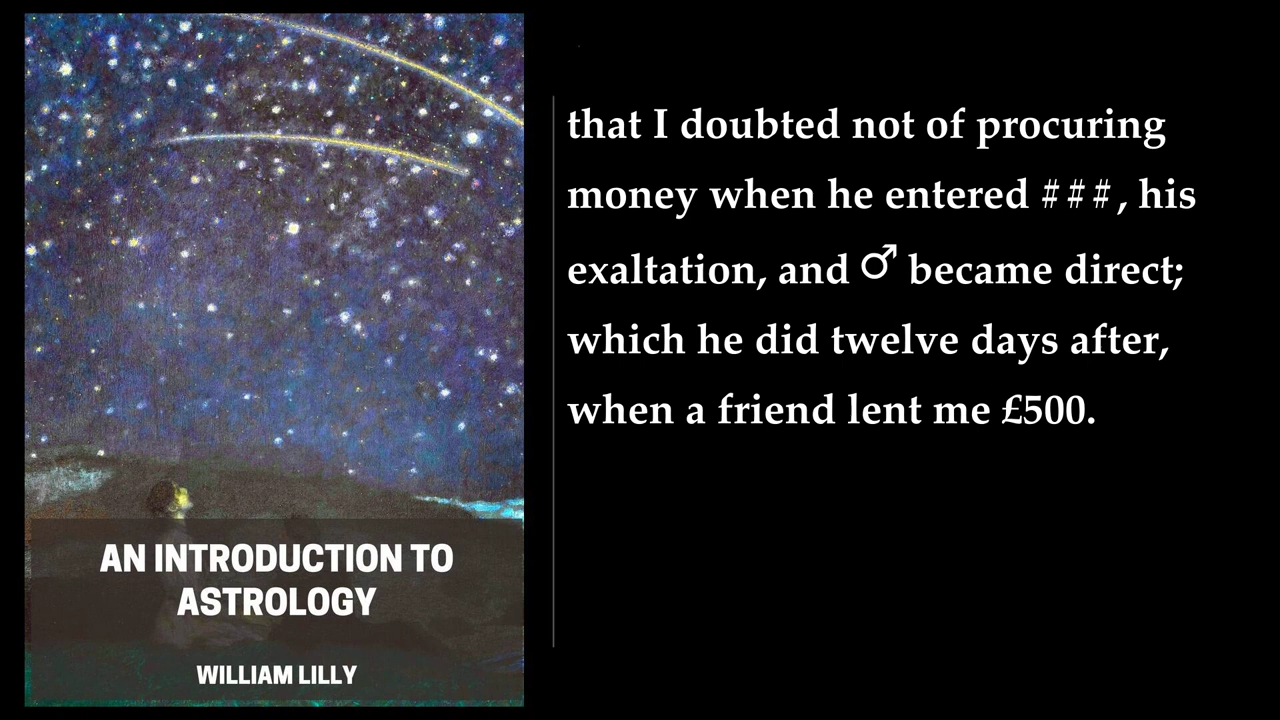 AN INTRODUCTION TO
ASTROLOGY
WILLIAM LILLY
that I doubted not of procuring
money when he entered ###, his
exaltation, and ♂ became direct;
which he did twelve days after,
when a friend lent me £500.